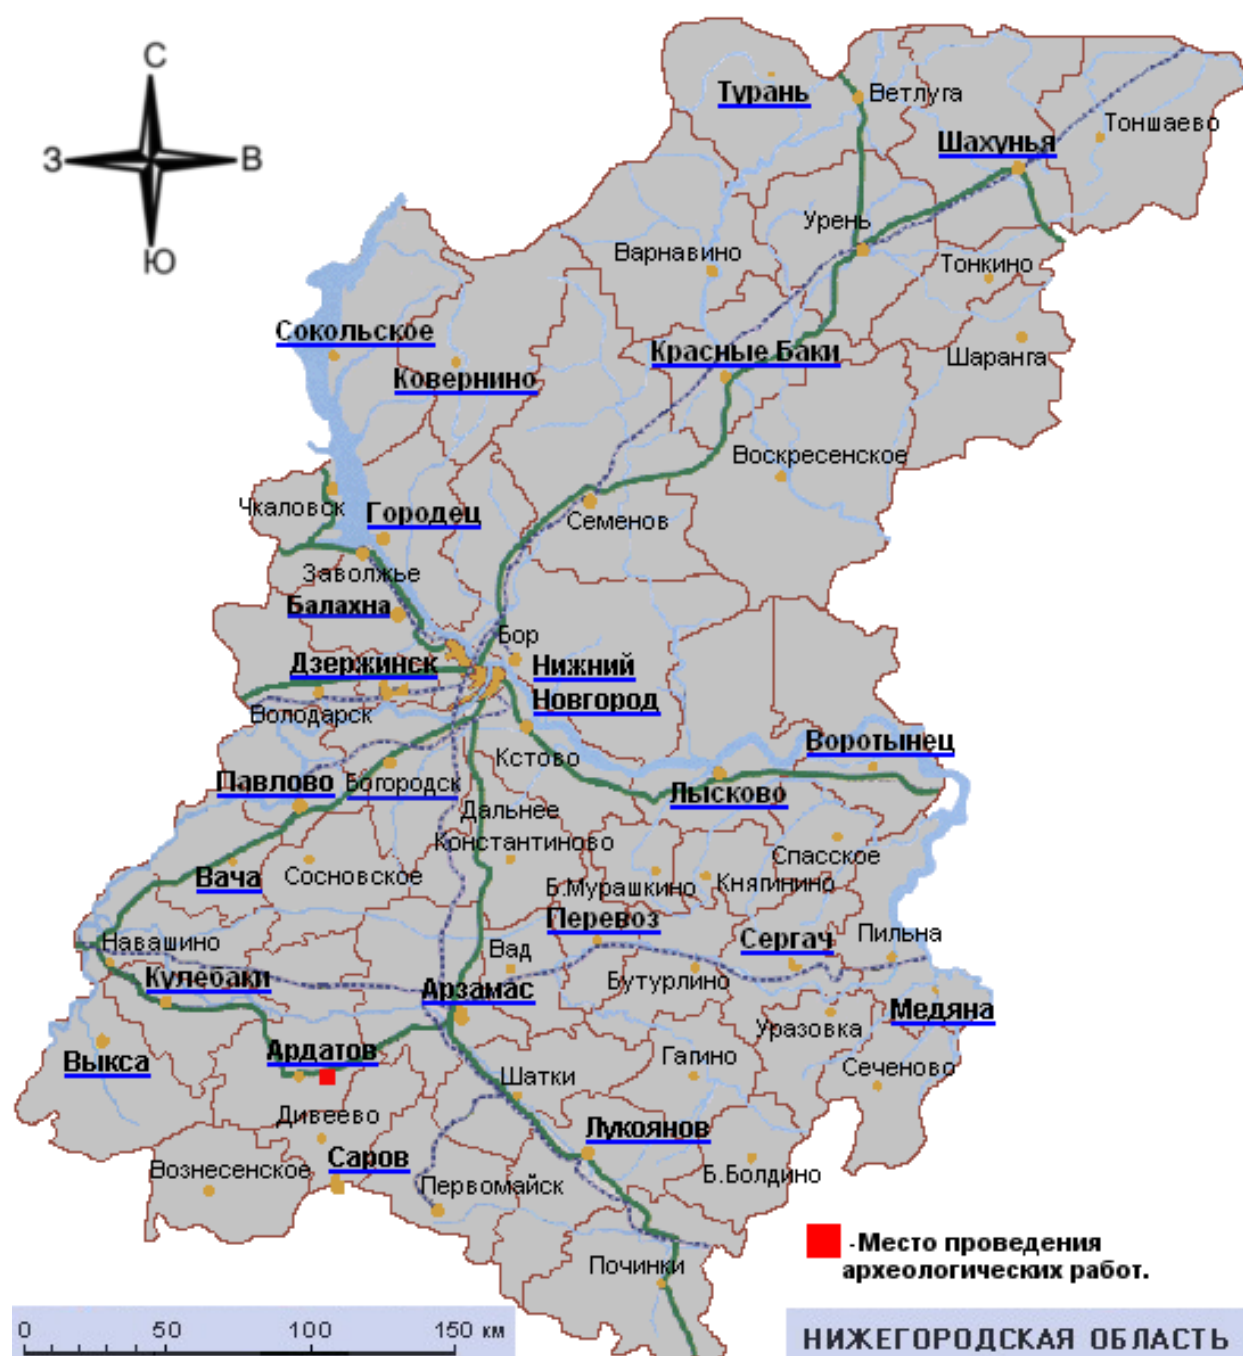 С
З
В
Ю
Турань
Ветлуга
Тоншаево
Шахунья
Урень
Варнавино
Тонкино
Сокольское
Красные Баки
Шаранга
Ковернино
Воскресенское
Чкаловск
Городец
Семенов
Заволжье
Балахна
Бор
Дзержинск
Нижний
Новгород
Володарск
Кстово
Воротынец
Павлово
Богородск
Лысково
Дальнее
Константиново
Спасское
Вача
Сосновское
Б.Мурашкино
Княгинино
Перевоз
Навашино
Вад
Сергач
Пильна
Кулебаки
Арзамас
Бутурлино
Медяна
Уразовка
Выкса
Ардатов
Гагино
Сеченово
Шатки
Дивеево
Лукоянов
Вознесенское
Саров
Первомайск
Б.Болдино
Починки
-Место проведения
археологических работ.
0 50 100 150 км
НИЖЕГОРОДСКАЯ ОБЛАСТЬ